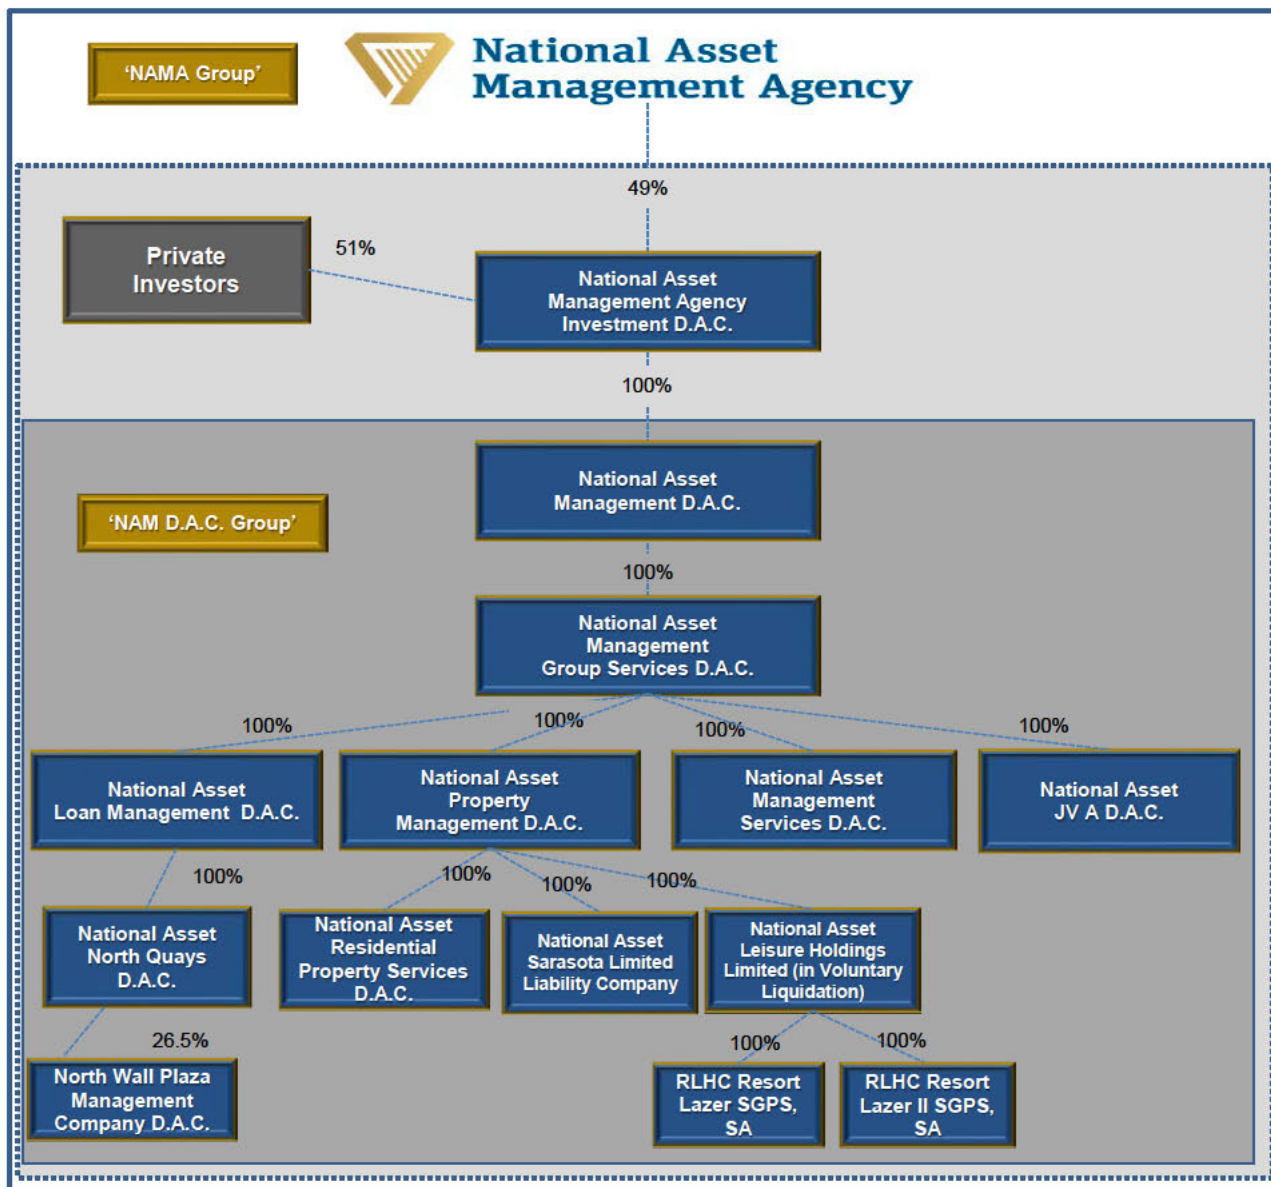 ‘NAMA Group’
National Asset
Management Agency
49%
Private
Investors
51%
National Asset
Management Agency
Investment D.A.C.
100%
National Asset
Management D.A.C.
‘NAM D.A.C. Group’
100%
National Asset
Management
Group Services D.A.C.
100%
100%
100%
100%
National Asset
Loan Management D.A.C.
National Asset
Property
Management D.A.C.
National Asset
Management
Services D.A.C.
National Asset
JV A D.A.C.
100%
100%
100%
100%
National Asset
North Quays
D.A.C.
National Asset
Residential
Property Services
D.A.C.
National Asset
Sarasota Limited
Liability Company
National Asset
Leisure Holdings
Limited (in Voluntary
Liquidation)
26.5%
100%
100%
North Wall Plaza
Management
Company D.A.C.
RLHC Resort
Lazer SGPS,
SA
RLHC Resort
Lazer II SGPS,
SA